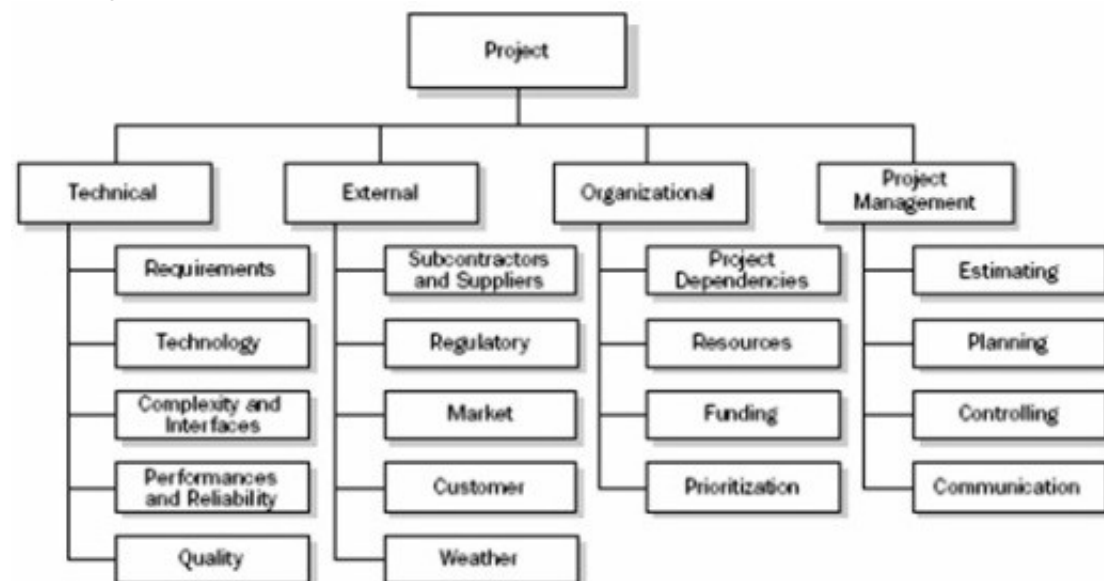 Project
Technical
External
Organizational
Project
Management
Requirements
Technology
Complexity and
Interfaces
Performances
and Reliability
Quality
Subcontractors
and Suppliers
Regulatory
Market
Customer
Weather
Project
Dependencies
Resources
Funding
Prioritization
Estimating
Planning
Controlling
Communication